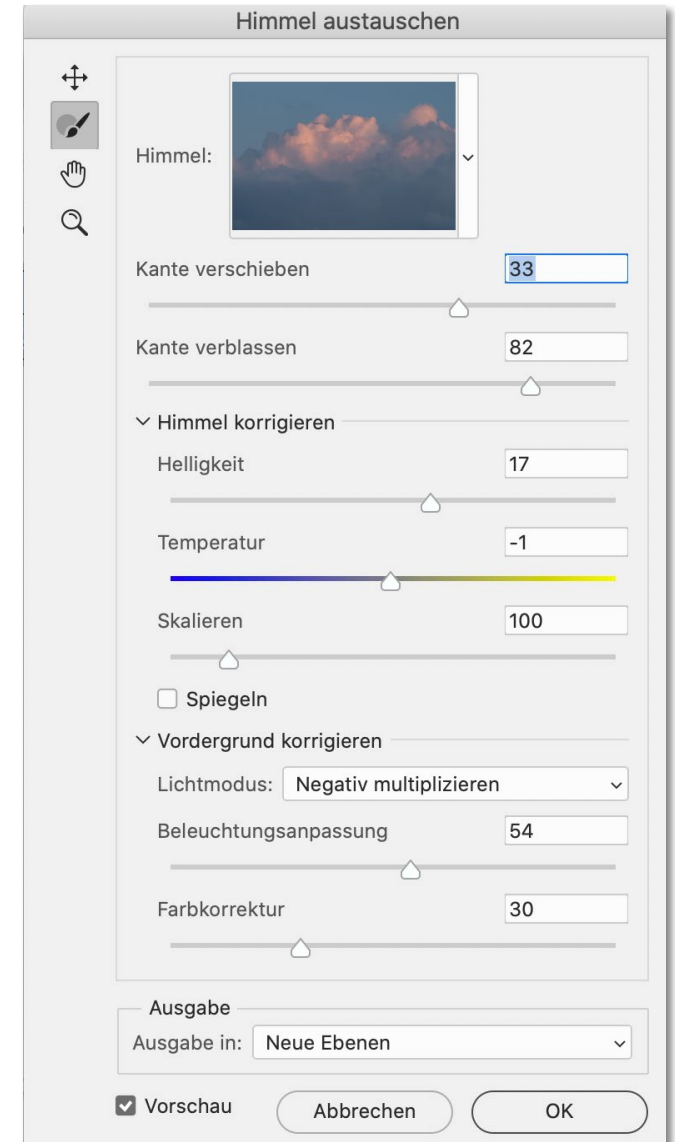 Himmel austauschen
Himmel:
Kante verschieben 33
Kante verblassen 82
Himmel korrigieren
Helligkeit 17
Temperatur -1
Skalieren 100
Spiegeln
Vordergrund korrigieren
Lichtmodus: Negativ multiplizieren
Beleuchtungsanpassung 54
Farbkorrektur 30
Ausgabe
Ausgabe in: Neue Ebenen
Vorschau Abbrechen OK